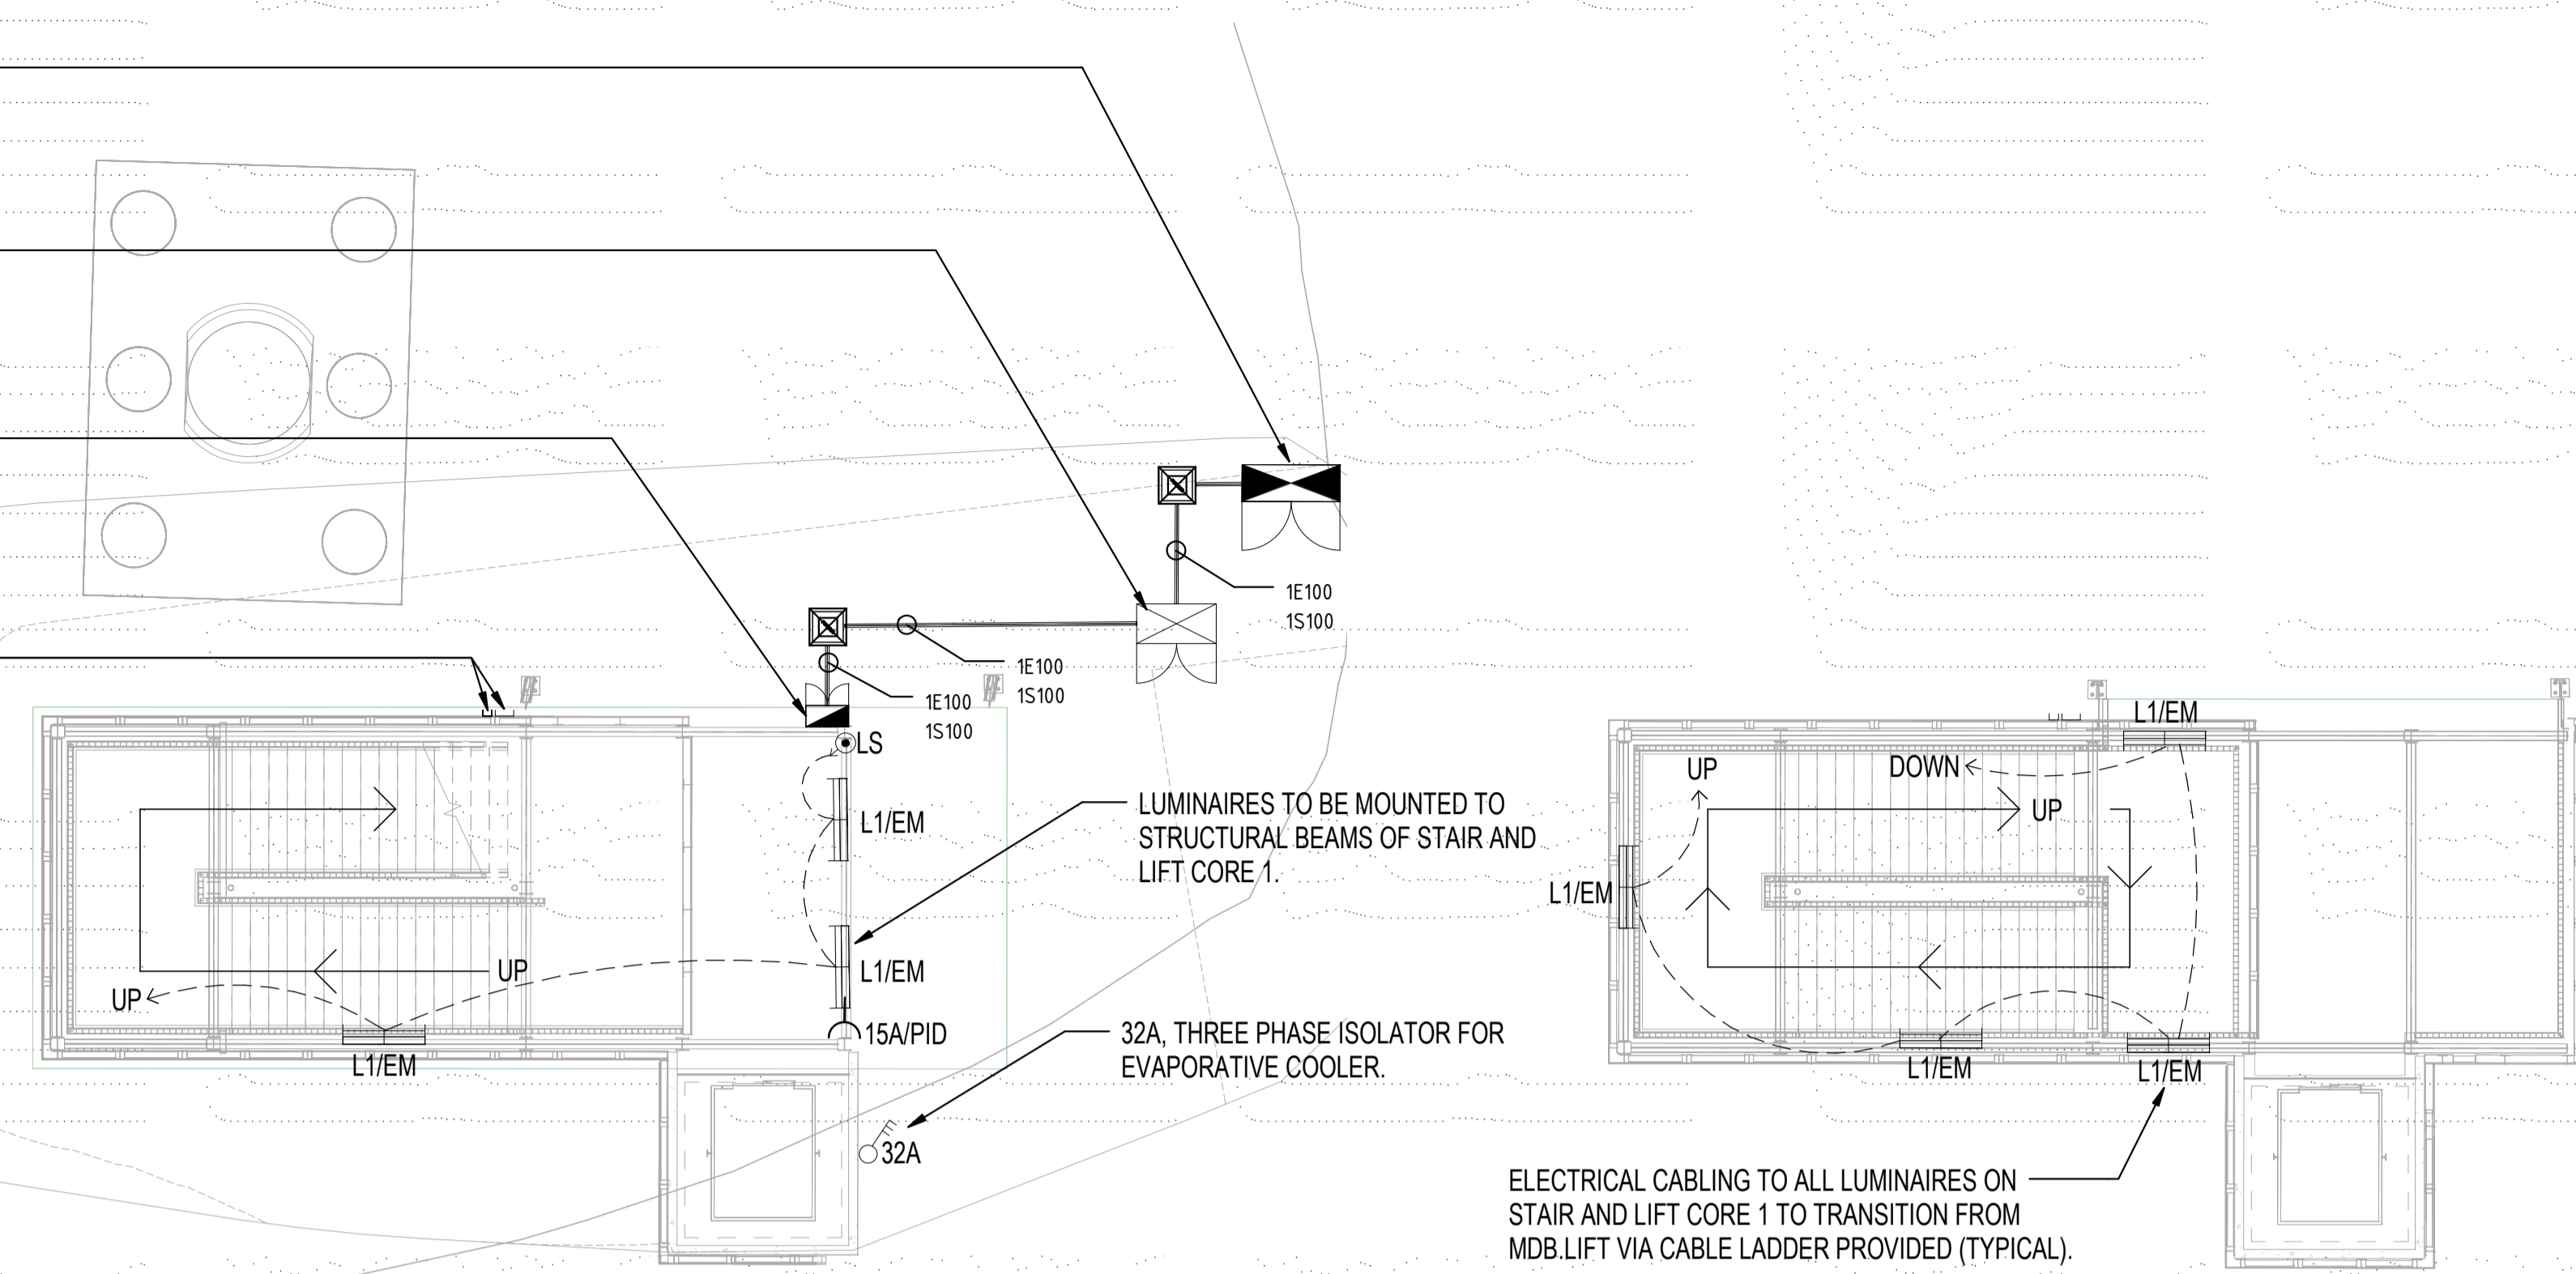 1E100
1S100
1E100
1S100
1E100
1S100
LS
L1/EM
LUMINAIRES TO BE MOUNTED TO
STRUCTURAL BEAMS OF STAIR AND
LIFT CORE 1.
L1/EM
UP
UP
L1/EM
15A/PID
32A, THREE PHASE ISOLATOR FOR
EVAPORATIVE COOLER.
32A
L1/EM
UP
DOWN
UP
L1/EM
L1/EM
L1/EM
ELECTRICAL CABLING TO ALL LUMINAIRES ON
STAIR AND LIFT CORE 1 TO TRANSITION FROM
MDB.LIFT VIA CABLE LADDER PROVIDED (TYPICAL).